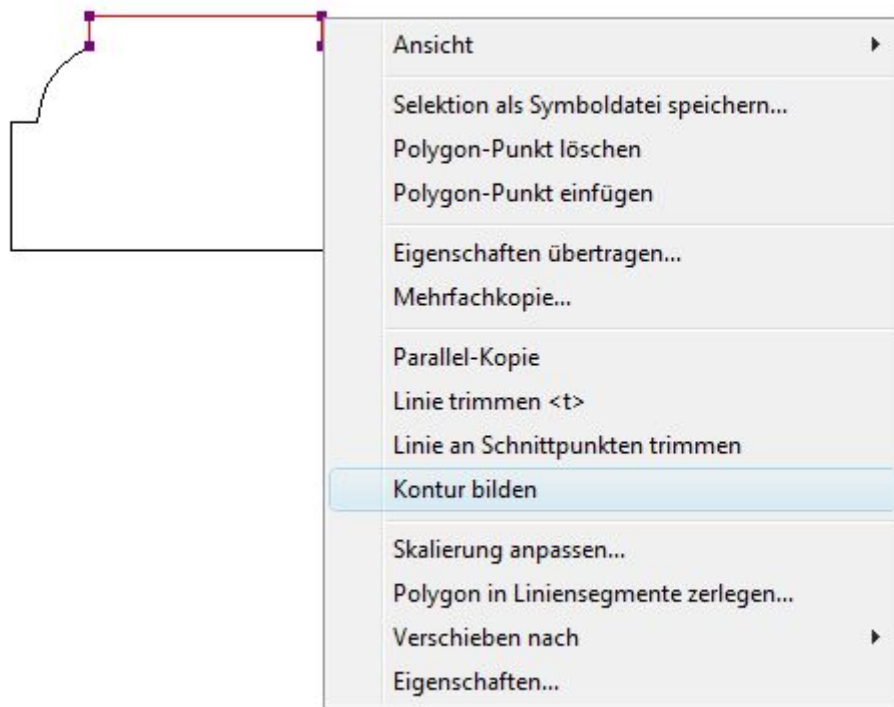 Ansicht
Selektion als Symboldatei speichern...
Polygon-Punkt löschen
Polygon-Punkt einfügen
Eigenschaften übertragen...
Mehrfachkopie...
Parallel-Kopie
Linie trimmen <t>
Linie an Schnittpunkten trimmen
Kontur bilden
Skalierung anpassen...
Polygon in Liniensegmente zerlegen...
Verschieben nach
Eigenschaften...